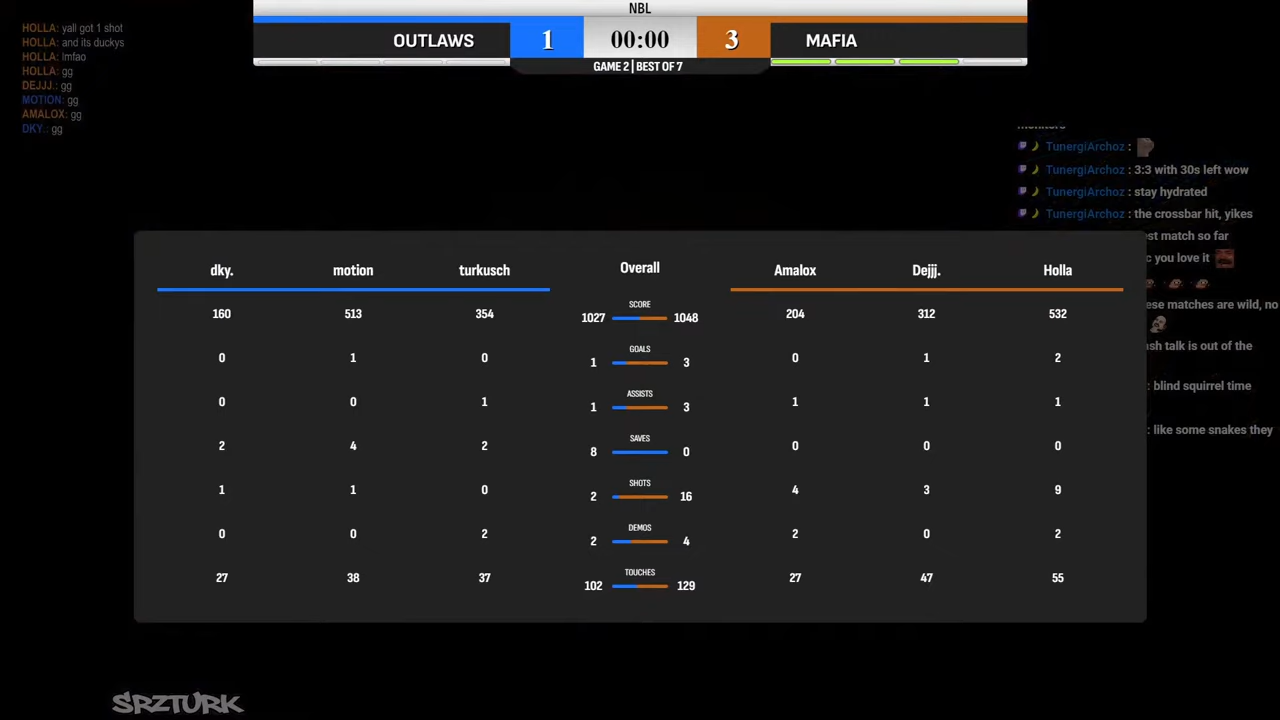 NBL
OUTLAWS 1 00:00 3 MAFIA
GAME 2 | BEST OF 7
HOLLA: yall got 1 shot
HOLLA: and its duckys
HOLLA: lmfao
HOLLA: gg
DEJJJ.: gg
MOTION: gg
AMALOX: gg
DKY.: gg
TunergiArchoz :
TunergiArchoz : 3:3 with 30s left wow
TunergiArchoz : stay hydrated
TunergiArchoz : the crossbar hit, yikes
est match so far
c you love it
ese matches are wild, no
ash talk is out of the
: blind squirrel time
: like some snakes they
dky. motion turkusch Overall Amalox Dejjj. Holla
SCORE
160 513 354 1027 1048 204 312 532
GOALS
0 1 0 1 3 0 1 2
ASSISTS
0 0 1 1 3 1 1 1
SAVES
2 4 2 8 0 0 0 0
SHOTS
1 1 0 2 16 4 3 9
DEMOS
0 0 2 2 4 2 0 2
TOUCHES
27 38 37 102 129 27 47 55
SRZTURK